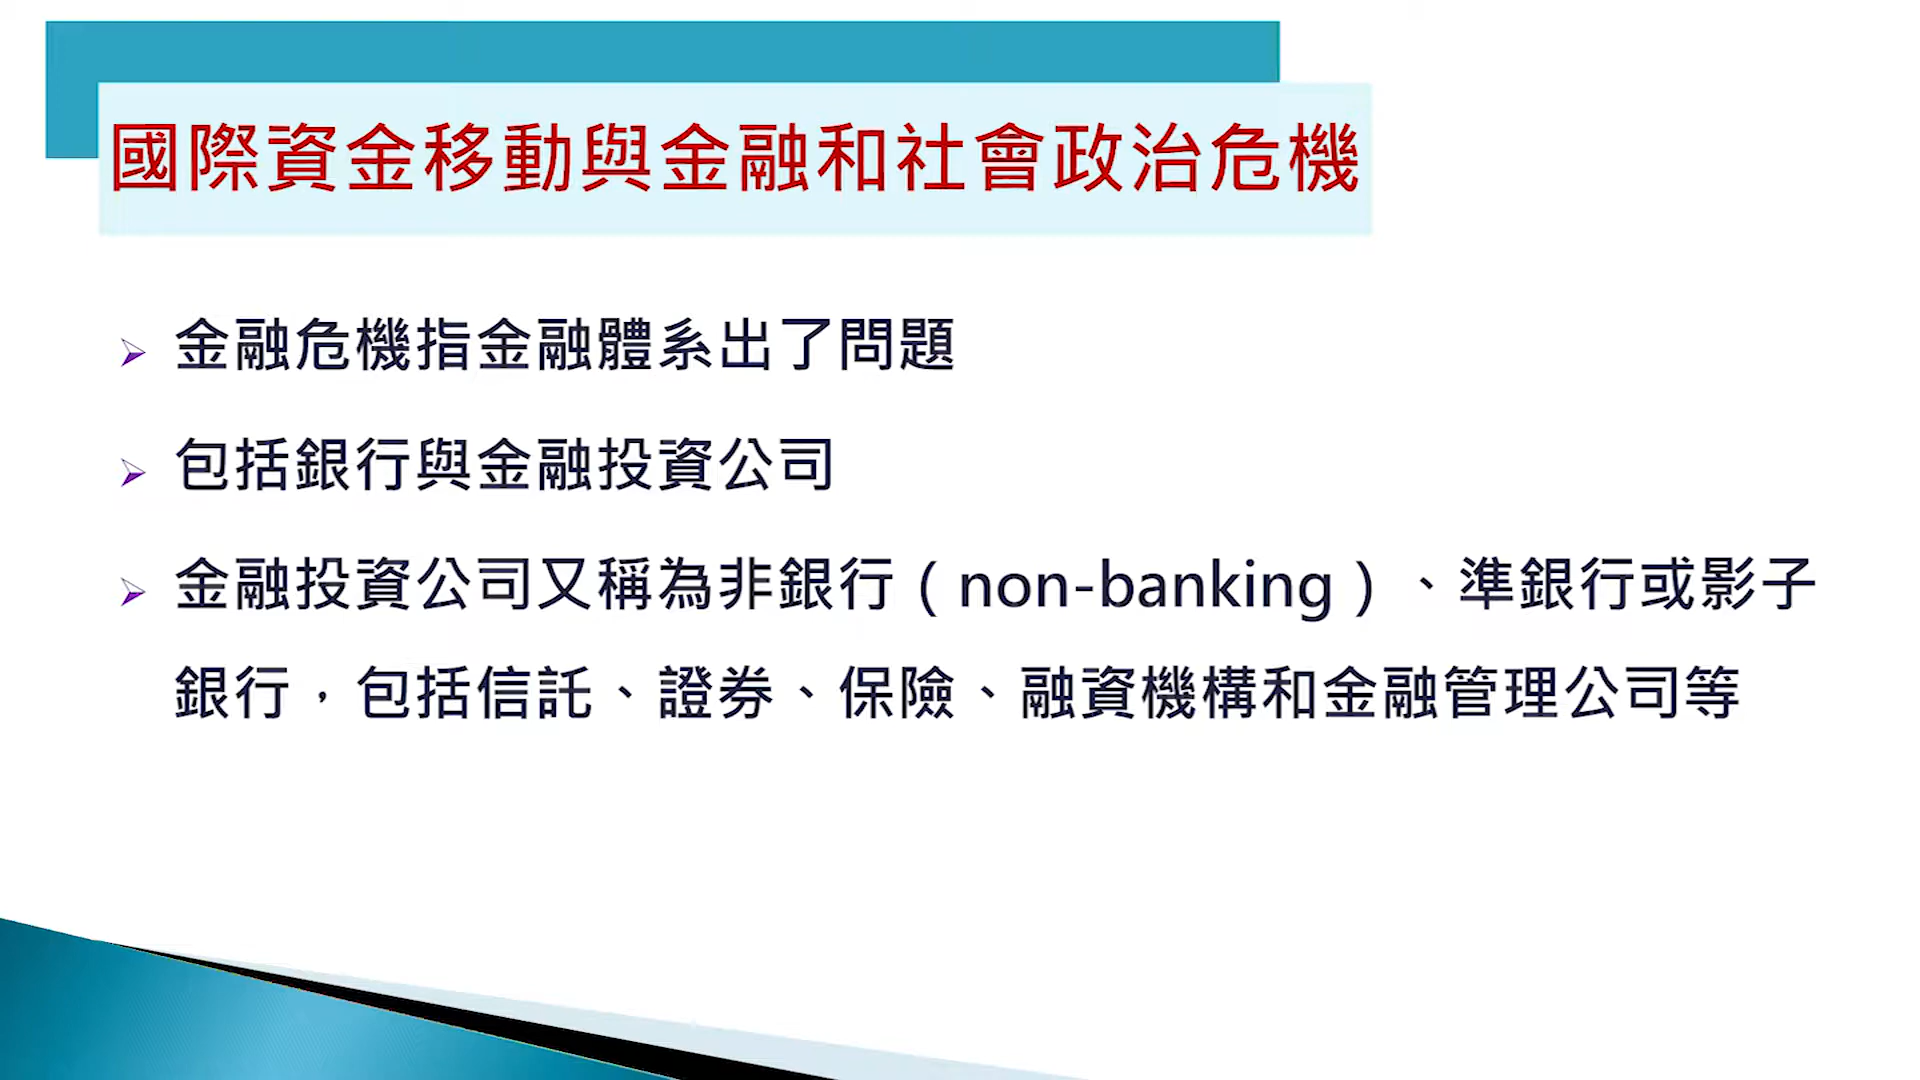 國際資金移動與金融和社會政治危機
金融危機指金融體系出了問題
包括銀行與金融投資公司
金融投資公司又稱為非銀行（non-banking）、準銀行或影子
銀行，包括信託、證券、保險、融資機構和金融管理公司等